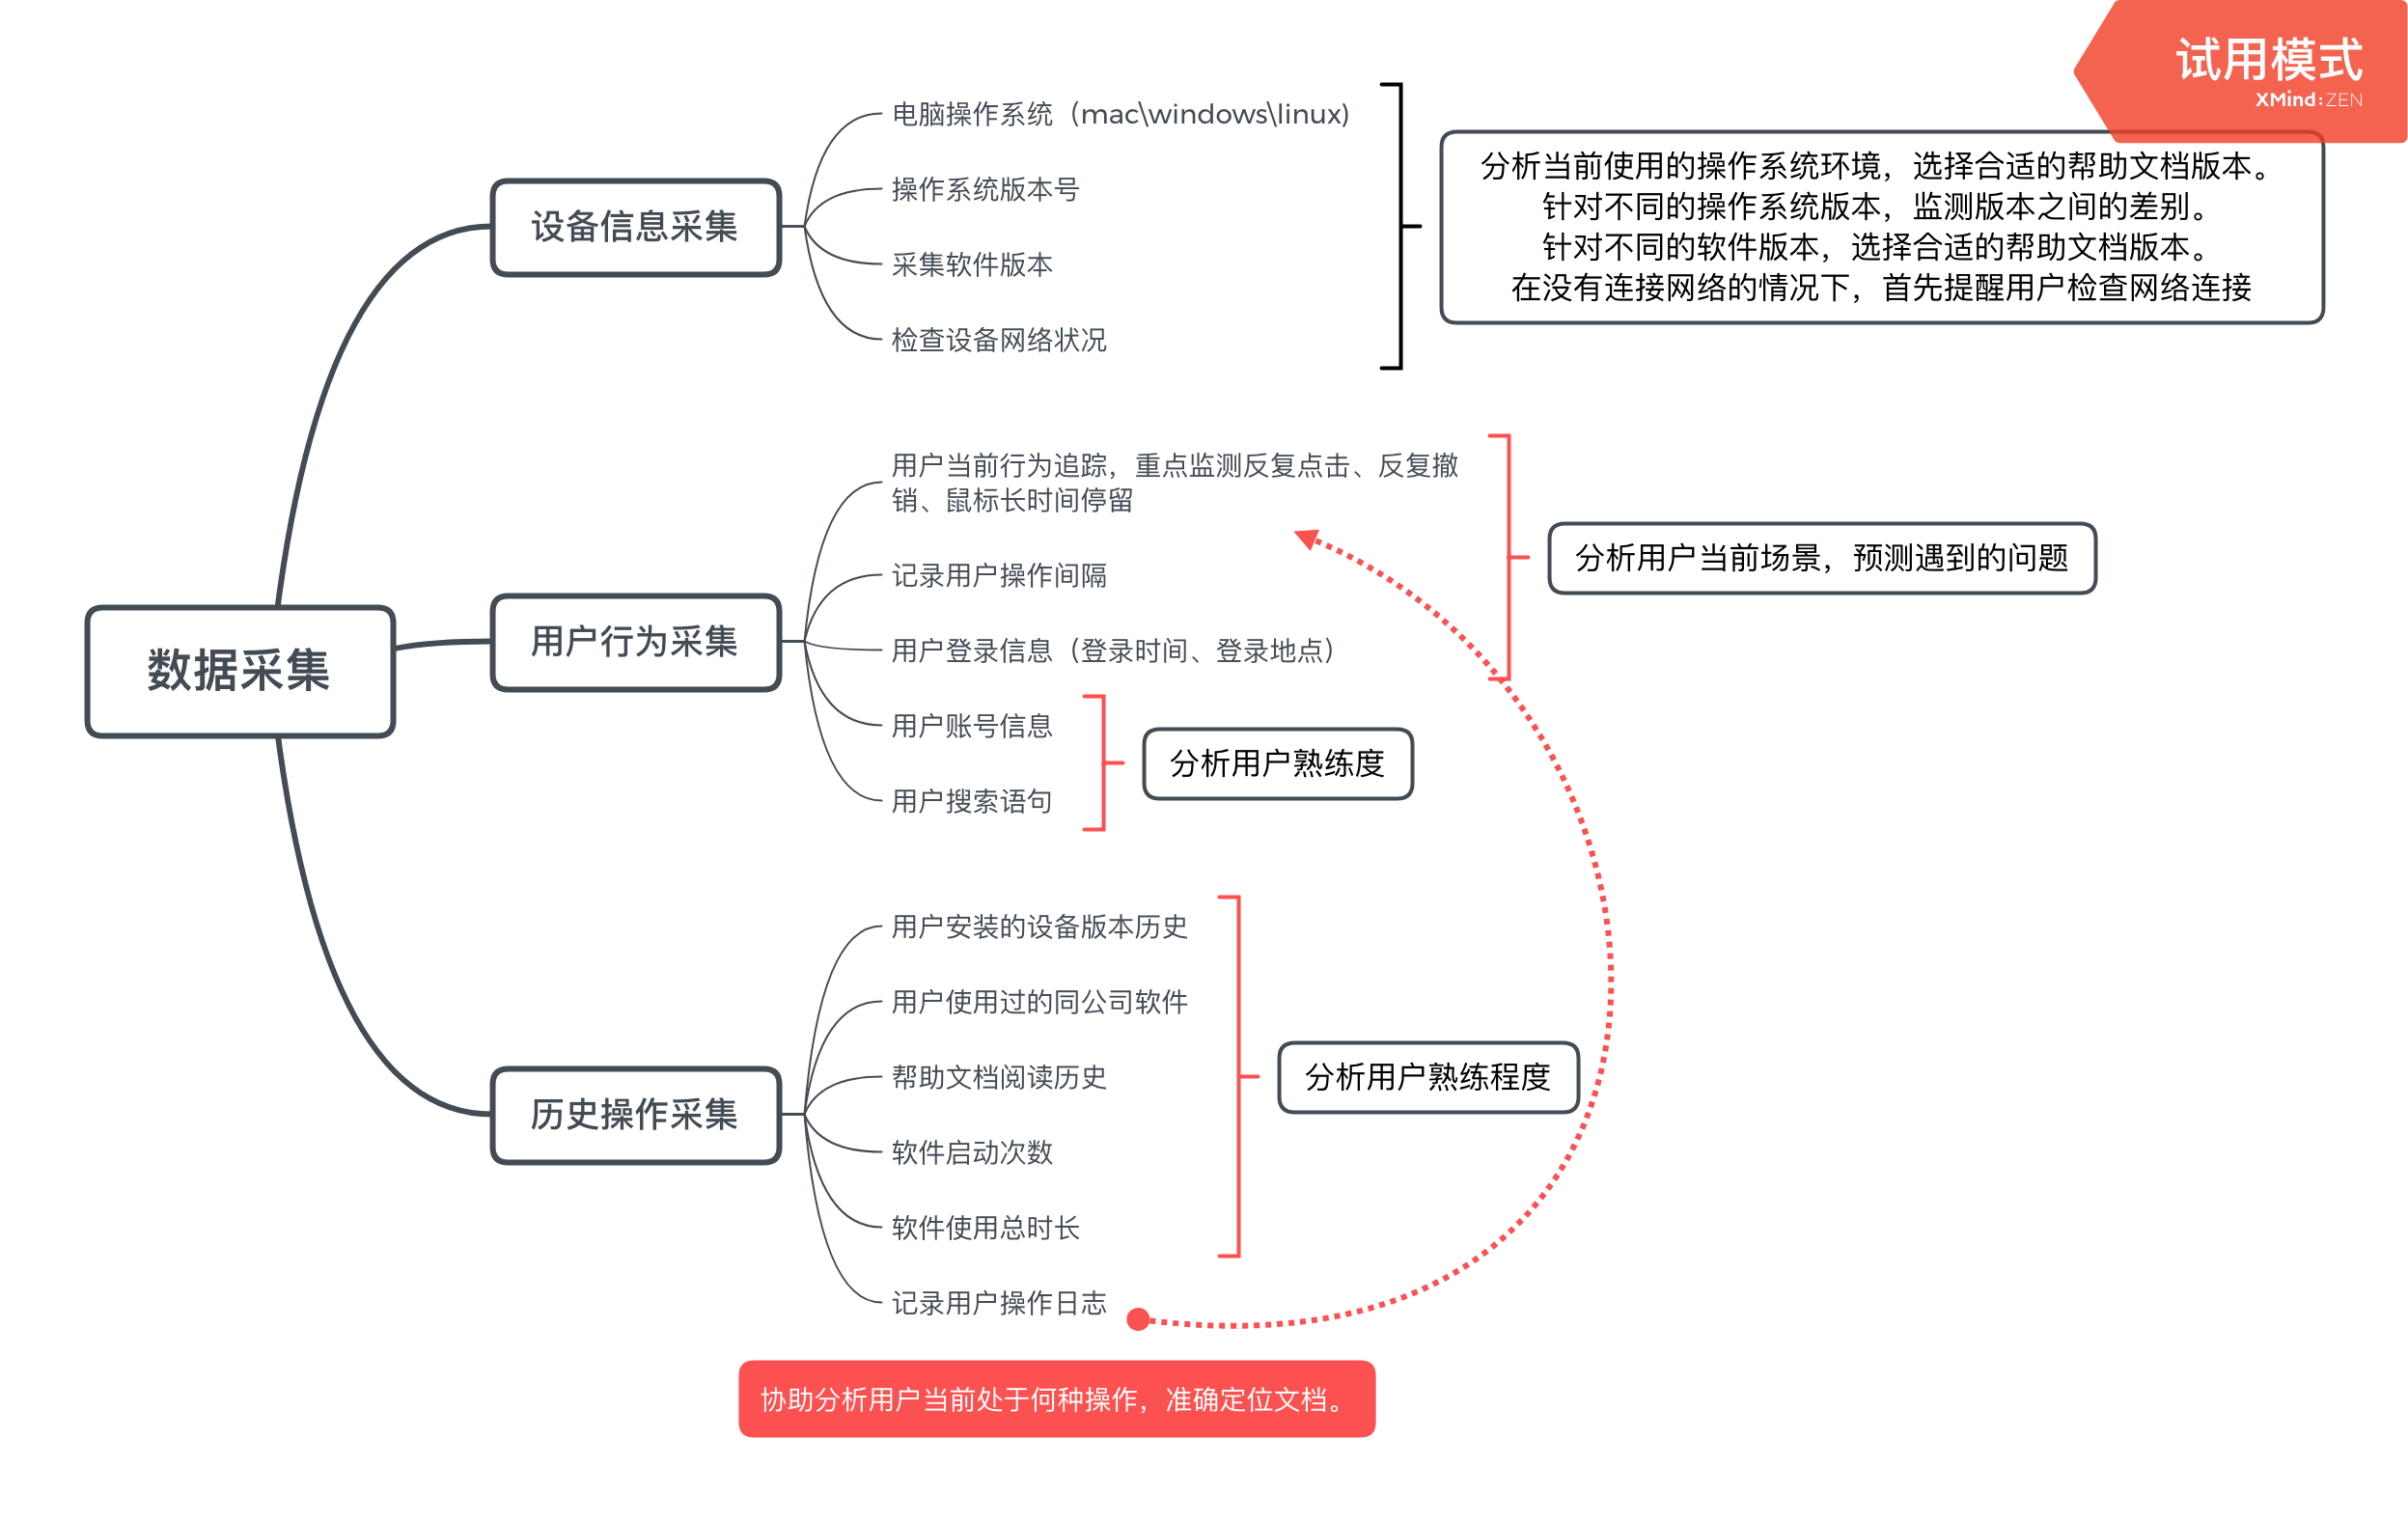 试用模式
XMind:ZEN
数据采集
设备信息采集
电脑操作系统（mac\windows\linux)
操作系统版本号
采集软件版本
检查设备网络状况
分析当前使用的操作系统环境，选择合适的帮助文档版本。
针对不同的操作系统版本，监测版本之间的差别。
针对不同的软件版本，选择合适的帮助文档版本。
在没有连接网络的情况下，首先提醒用户检查网络连接
用户行为采集
用户当前行为追踪，重点监测反复点击、反复撤
销、鼠标长时间停留
记录用户操作间隔
用户登录信息（登录时间、登录地点）
分析用户当前场景，预测遇到的问题
用户账号信息
用户搜索语句
分析用户熟练度
历史操作采集
用户安装的设备版本历史
用户使用过的同公司软件
帮助文档阅读历史
软件启动次数
软件使用总时长
记录用户操作日志
分析用户熟练程度
协助分析用户当前处于何种操作，准确定位文档。